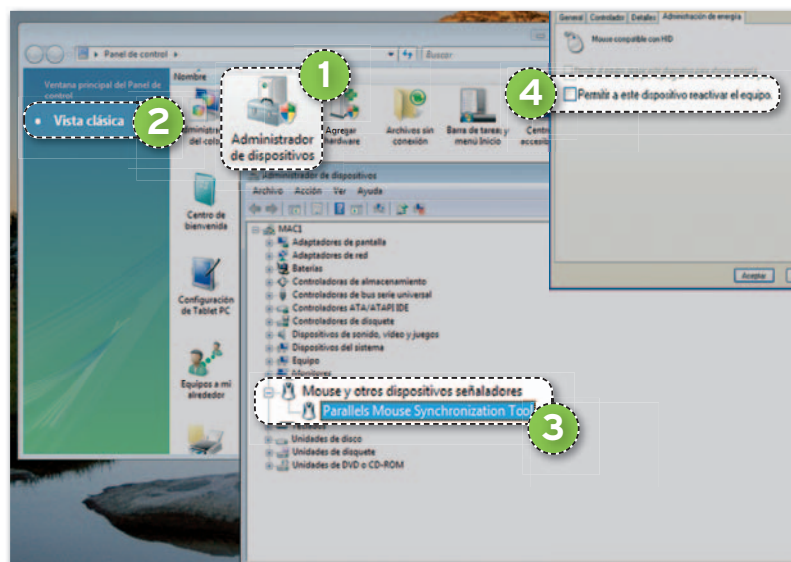 Panel de control
Buscar
Ventana principal del Panel de control
Vista clásica
2
Nombre
1
Administrador de dispositivos
del colo
Agregar hardware
Archivos sin conexión
Barra de tareas y menú Inicio
Centro de bienvenida
Configuración de Tablet PC
Equipos a mi alrededor
Administrador de dispositivos
Archivo Acción Ver Ayuda
MAC1
Adaptadores de pantalla
Adaptadores de red
Baterías
Controladoras de almacenamiento
Controladoras de bus serie universal
Controladores ATA/ATAPI IDE
Controladoras de disquete
Dispositivos de sonido, vídeo y juegos
Dispositivos del sistema
Equipo
Monitores
Mouse y otros dispositivos señaladores
Parallels Mouse Synchronization Tool
3
Unidades de disco
Unidades de disquete
Unidades de DVD o CD-ROM
General Controlador Detalles Administración de energía
Mouse compatible con HID
4
Permitir a este dispositivo reactivar el equipo.
Aceptar